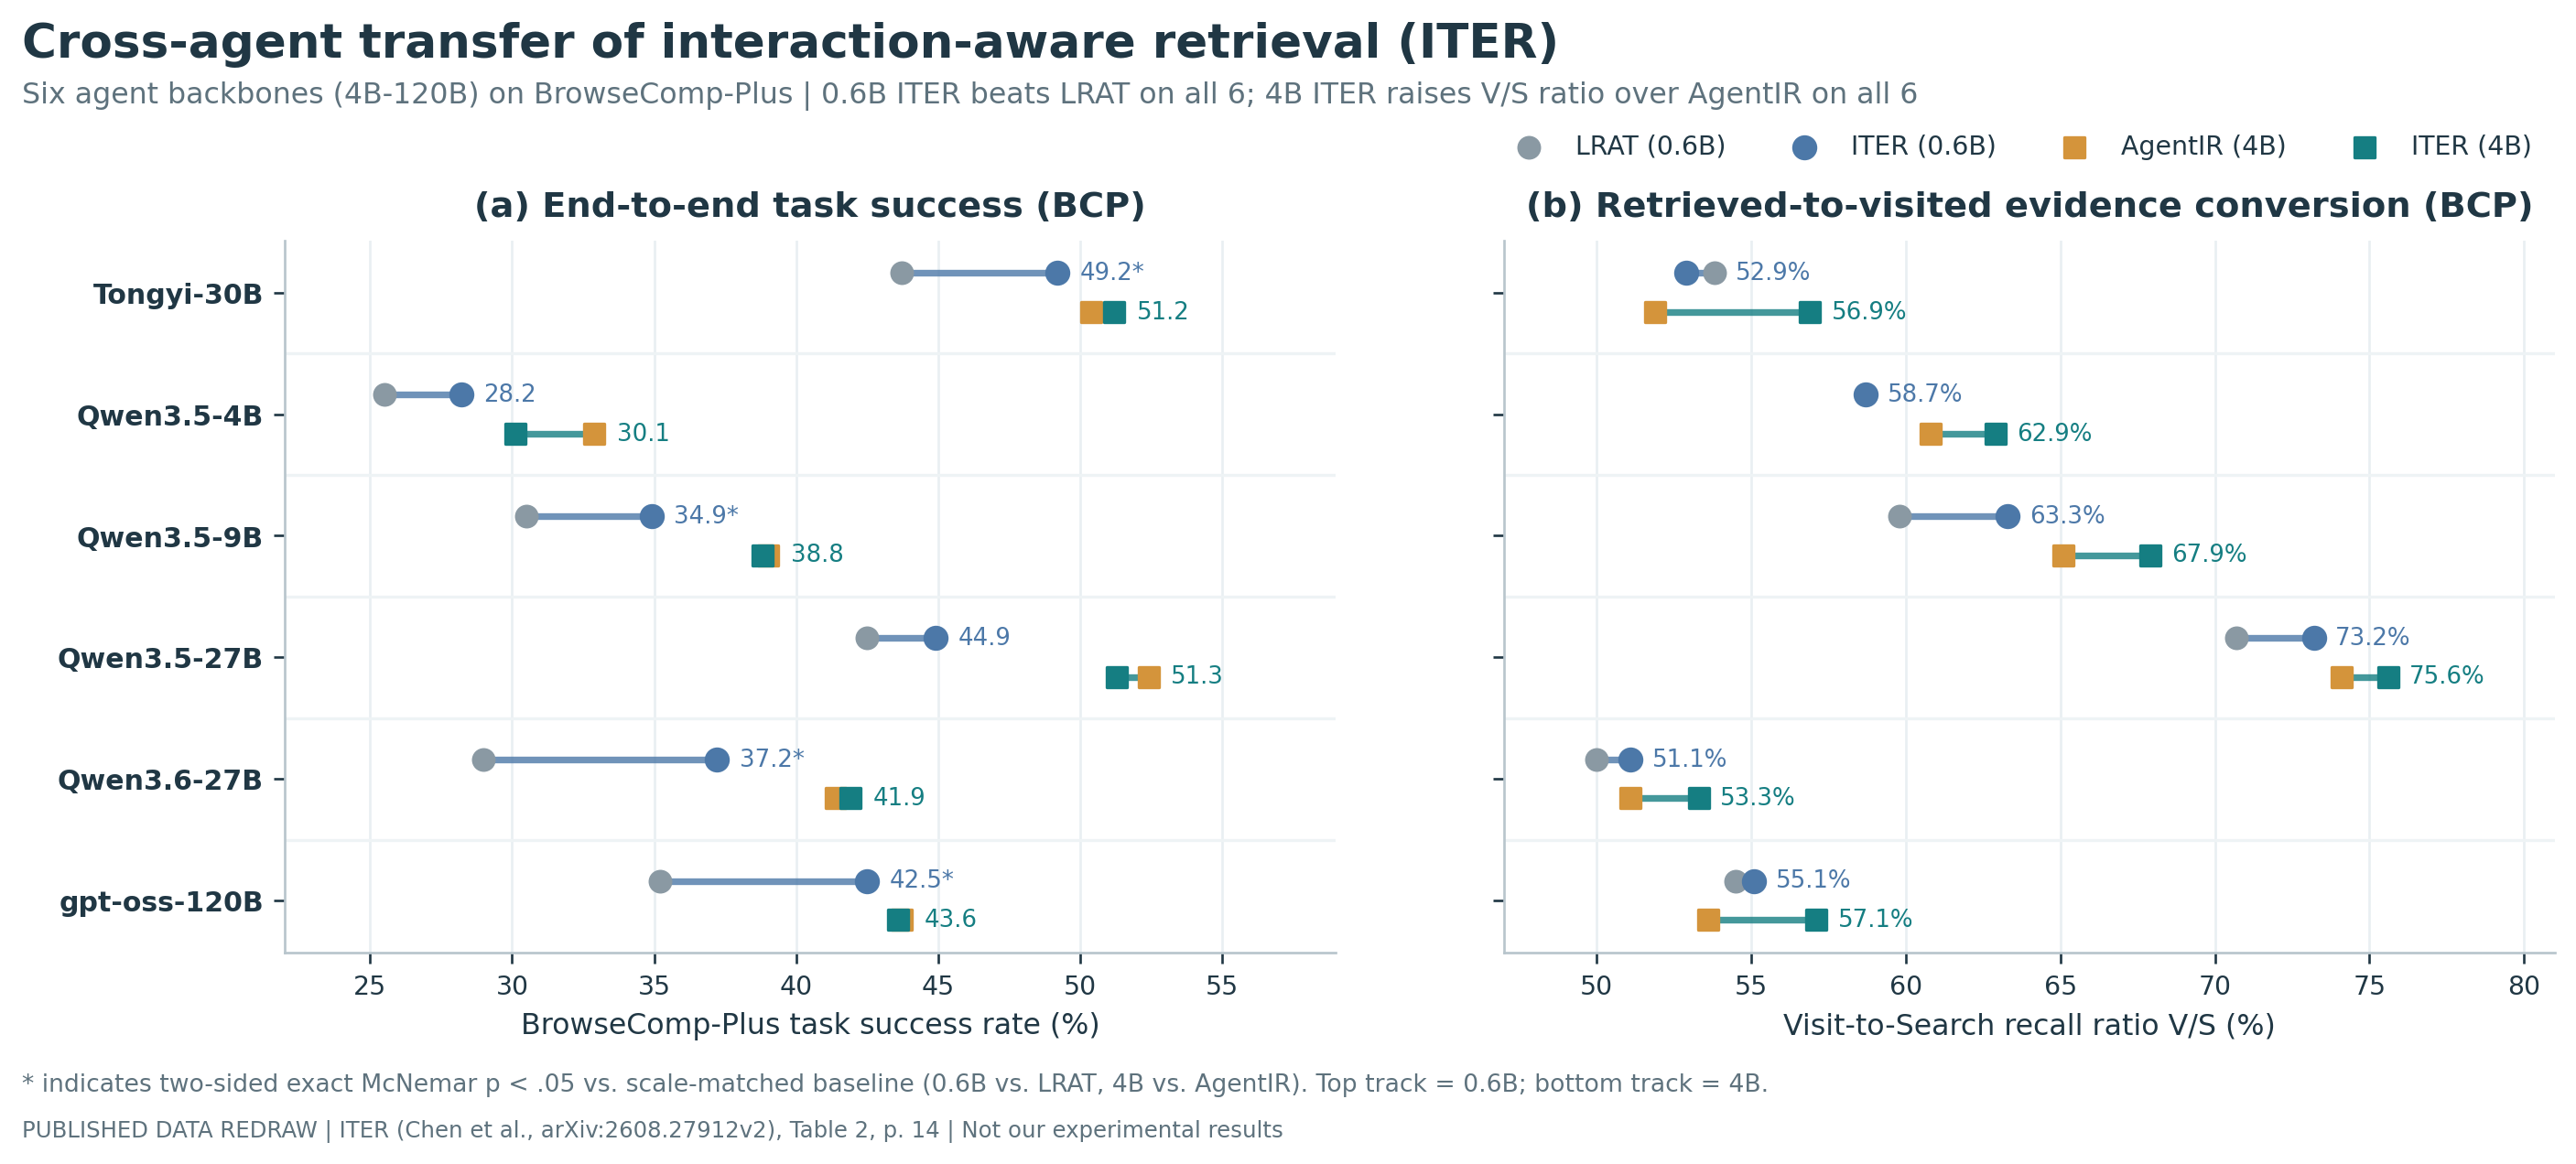 Cross-agent transfer of interaction-aware retrieval (ITER)
Six agent backbones (4B-120B) on BrowseComp-Plus | 0.6B ITER beats LRAT on all 6; 4B ITER raises V/S ratio over AgentIR on all 6
LRAT (0.6B) ITER (0.6B) AgentIR (4B) ITER (4B)
(a) End-to-end task success (BCP)
Tongyi-30B
49.2*
51.2
Qwen3.5-4B
28.2
30.1
Qwen3.5-9B
34.9*
38.8
Qwen3.5-27B
44.9
51.3
Qwen3.6-27B
37.2*
41.9
gpt-oss-120B
42.5*
43.6
25 30 35 40 45 50 55
BrowseComp-Plus task success rate (%)
(b) Retrieved-to-visited evidence conversion (BCP)
52.9%
56.9%
58.7%
62.9%
63.3%
67.9%
73.2%
75.6%
51.1%
53.3%
55.1%
57.1%
50 55 60 65 70 75 80
Visit-to-Search recall ratio V/S (%)
* indicates two-sided exact McNemar p < .05 vs. scale-matched baseline (0.6B vs. LRAT, 4B vs. AgentIR). Top track = 0.6B; bottom track = 4B.
PUBLISHED DATA REDRAW | ITER (Chen et al., arXiv:2608.27912v2), Table 2, p. 14 | Not our experimental results